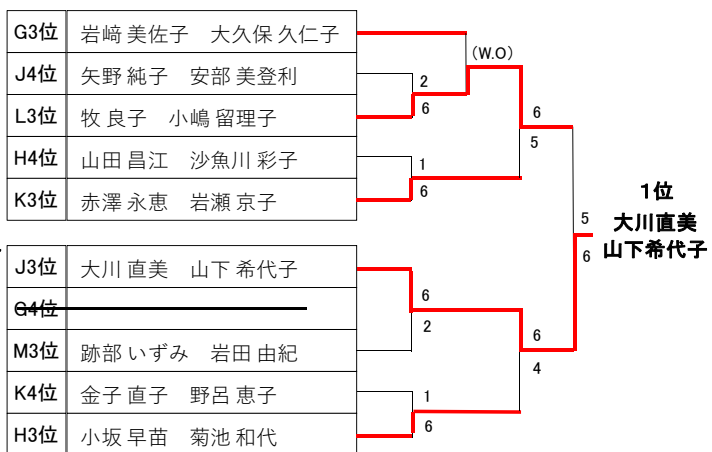 G3位 岩﨑 美佐子 大久保 久仁子
(W.O)
J4位 矢野 純子 安部 美登利
2
L3位 牧 良子 小嶋 留理子
6
6
5
H4位 山田 昌江 沙魚川 彩子
1
K3位 赤澤 永恵 岩瀬 京子
6
1位
5
大川直美
6
山下希代子
J3位 大川 直美 山下 希代子
6
G4位
2
6
M3位 跡部 いずみ 岩田 由紀
4
K4位 金子 直子 野呂 恵子
1
H3位 小坂 早苗 菊池 和代
6